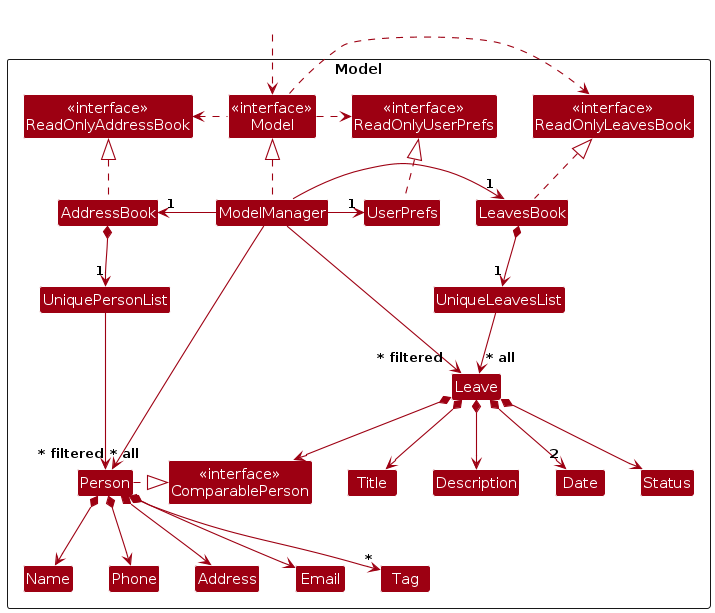 Model
«interface»
ReadOnlyAddressBook
«interface»
Model
«interface»
ReadOnlyUserPrefs
«interface»
ReadOnlyLeavesBook
1
1
1
AddressBook
ModelManager
UserPrefs
LeavesBook
1
1
UniquePersonList
UniqueLeavesList
* filtered
* all
Leave
* filtered
* all
Person
«interface»
ComparablePerson
Title
Description
2
Date
Status
*
Name
Phone
Address
Email
Tag